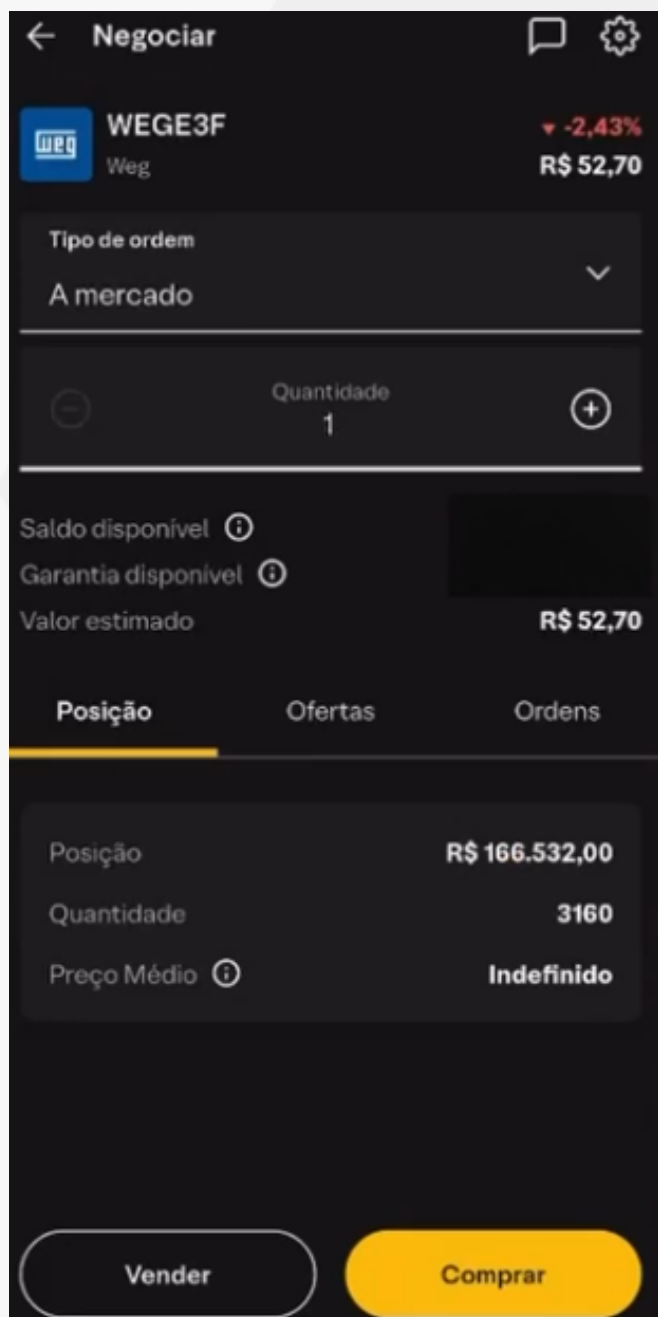 Negociar
weg
WEGE3F
-2,43%
Weg
R$ 52,70
Tipo de ordem
A mercado
Quantidade
1
Saldo disponível
Garantia disponível
Valor estimado
R$ 52,70
Posição
Ofertas
Ordens
Posição
R$ 166.532,00
Quantidade
3160
Preço Médio
Indefinido
Vender
Comprar